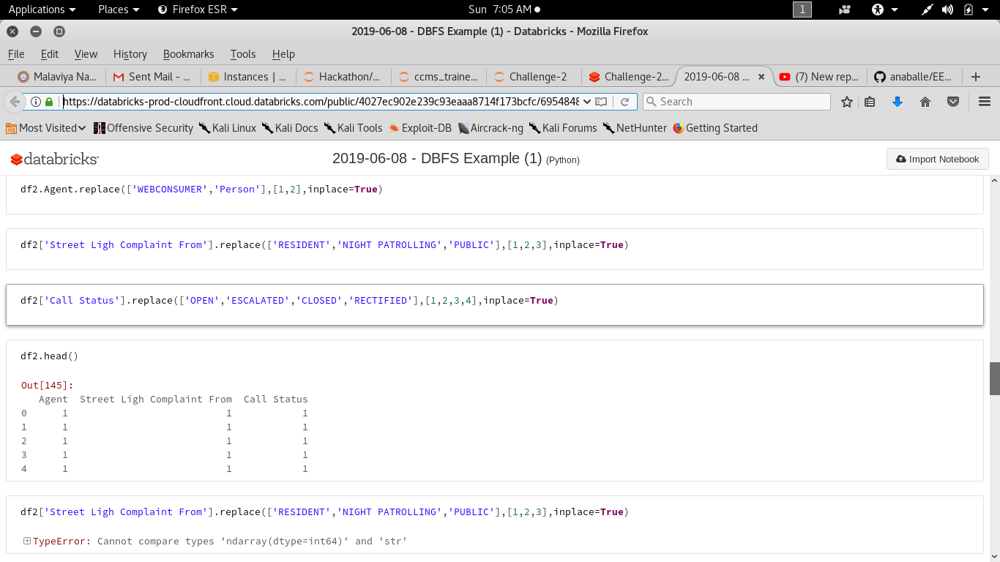 Applications Places Firefox ESR Sun 7:05 AM 1
2019-06-08 - DBFS Example (1) - Databricks - Mozilla Firefox
File Edit View History Bookmarks Tools Help
Malaviya Na... Sent Mail - ... Instances | ... Hackathon/... ccms_traine... Challenge-2 Challenge-2... 2019-06-08 ... (7) New rep... anaballe/EE...
https://databricks-prod-cloudfront.cloud.databricks.com/public/4027ec902e239c93eaaa8714f173bcfc/6954848 Search
Most Visited Offensive Security Kali Linux Kali Docs Kali Tools Exploit-DB Aircrack-ng Kali Forums NetHunter Getting Started
databricks 2019-06-08 - DBFS Example (1) (Python) Import Notebook
df2.Agent.replace(['WEBCONSUMER','Person'],[1,2],inplace=True)
df2['Street Ligh Complaint From'].replace(['RESIDENT','NIGHT PATROLLING','PUBLIC'],[1,2,3],inplace=True)
df2['Call Status'].replace(['OPEN','ESCALATED','CLOSED','RECTIFIED'],[1,2,3,4],inplace=True)
df2.head()
Out[145]:
Agent Street Ligh Complaint From Call Status
0 1 1 1
1 1 1 1
2 1 1 1
3 1 1 1
4 1 1 1
df2['Street Ligh Complaint From'].replace(['RESIDENT','NIGHT PATROLLING','PUBLIC'],[1,2,3],inplace=True)
TypeError: Cannot compare types 'ndarray(dtype=int64)' and 'str'